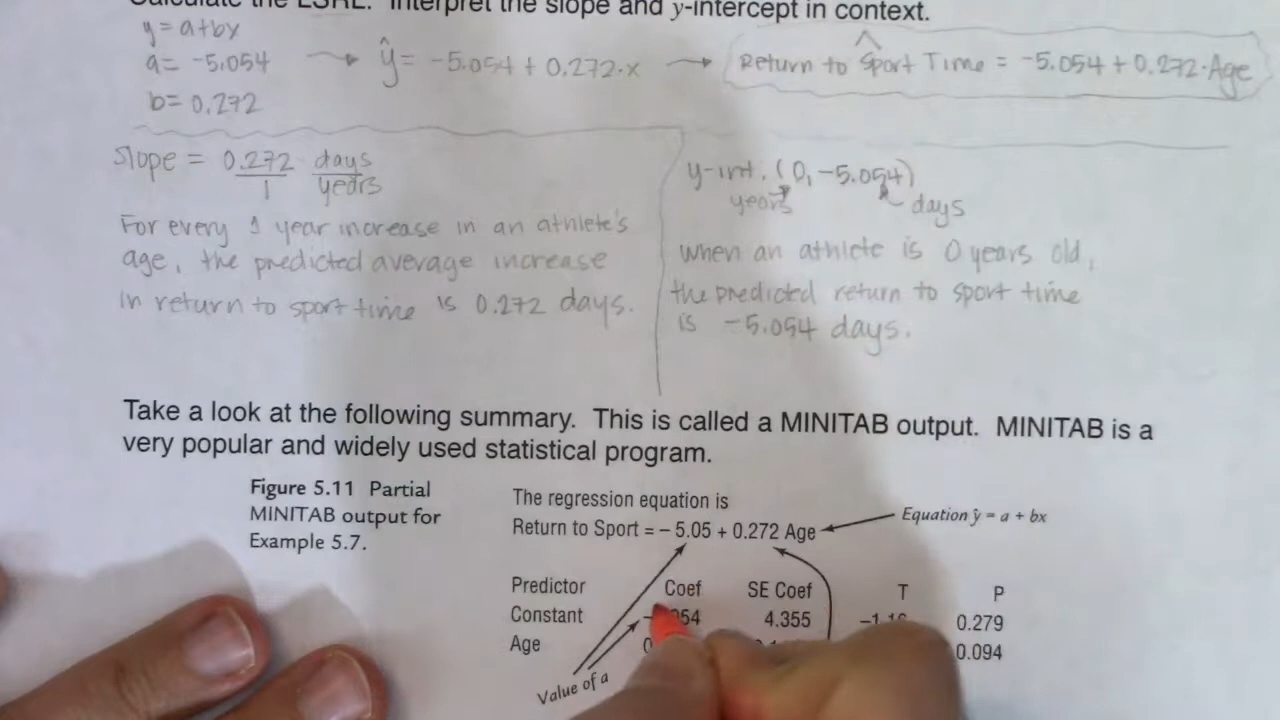 Calculate the LSRL. Interpret the slope and y-intercept in context.
y = a+bx
a= -5.054 → ŷ = -5.054 + 0.272·x → Return to Sport Time = -5.054 + 0.272·Age
b= 0.272
Slope = 0.272 days
1 years
For every 1 year increase in an athlete's
age, the predicted average increase
in return to sport time is 0.272 days.
y-int. (0, -5.054)
years days
when an athlete is 0 years old,
the predicted return to sport time
is -5.054 days.
Take a look at the following summary. This is called a MINITAB output. MINITAB is a
very popular and widely used statistical program.
Figure 5.11 Partial
MINITAB output for
Example 5.7.
The regression equation is
Return to Sport = – 5.05 + 0.272 Age
Equation ŷ = a + bx
Predictor Coef SE Coef T P
Constant 4.355 0.279
Age 0.094
Value of a